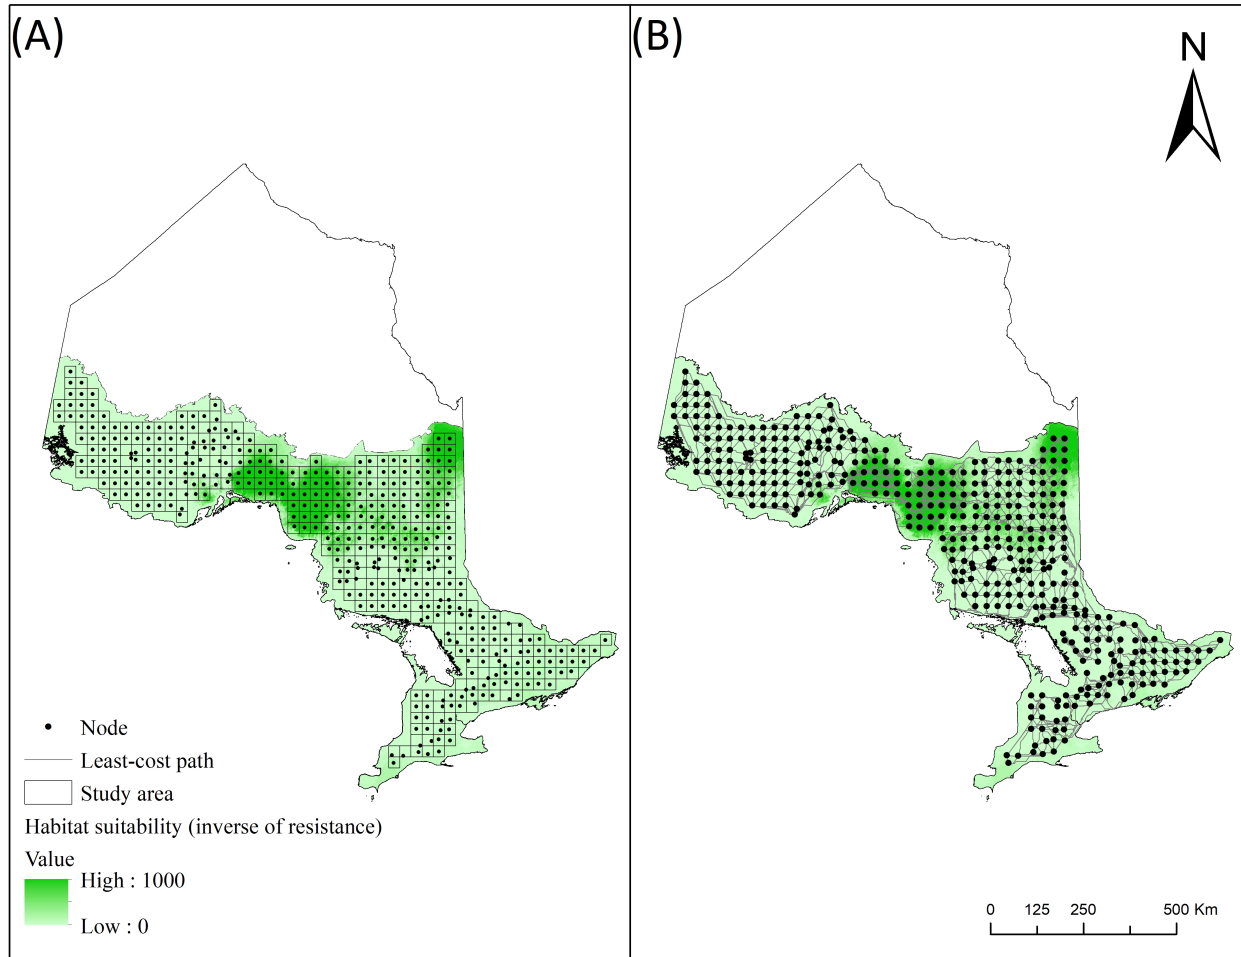 (A)
(B)
N
Node
Least-cost path
Study area
Habitat suitability (inverse of resistance)
Value
High : 1000
Low : 0
0 125 250 500 Km